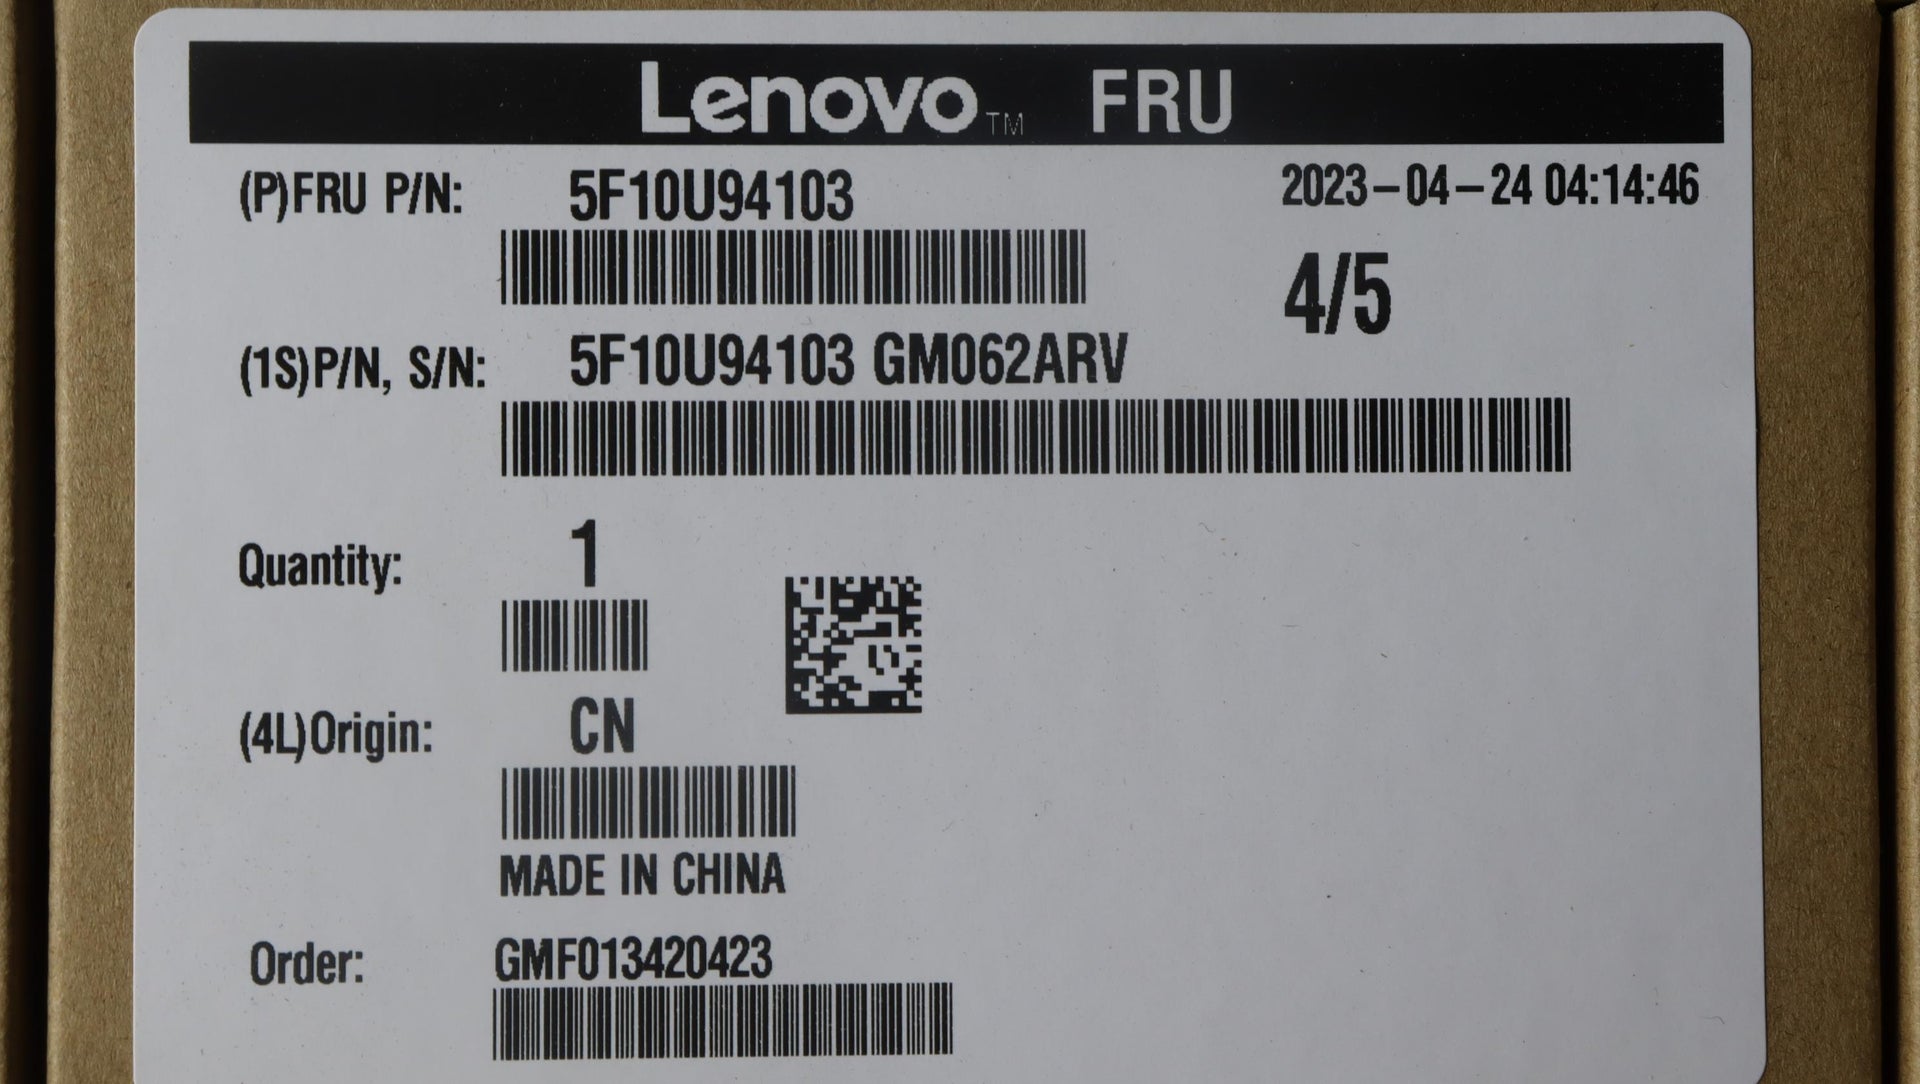 Lenovo™ FRU
(P)FRU P/N: 5F10U94103 2023-04-24 04:14:46
4/5
(1S)P/N, S/N: 5F10U94103 GM062ARV
Quantity: 1
(4L)Origin: CN
MADE IN CHINA
Order: GMF013420423